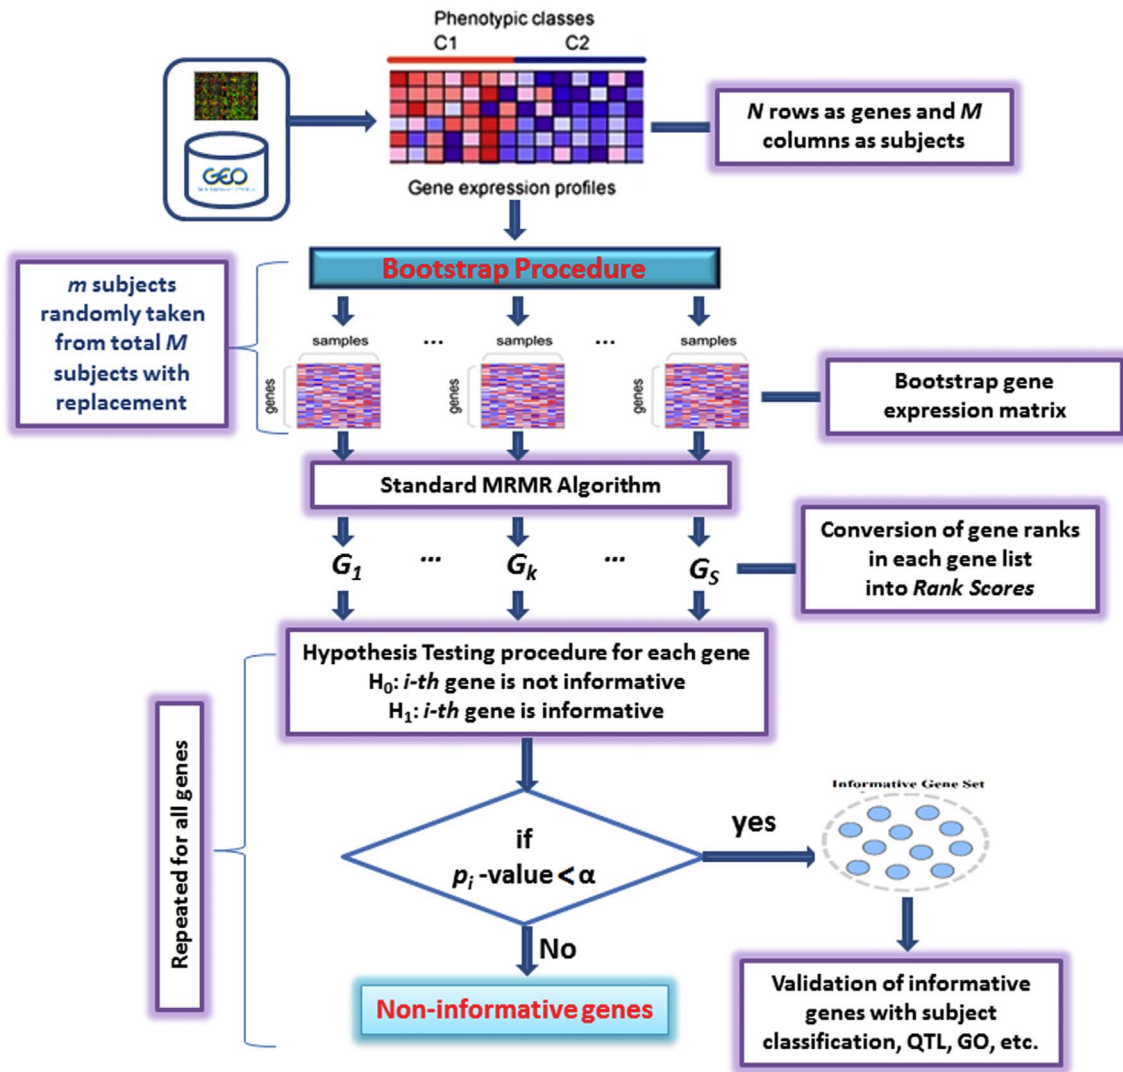 Phenotypic classes
C1 C2
GEO
N rows as genes and M
columns as subjects
Gene expression profiles
Bootstrap Procedure
m subjects
randomly taken
from total M
subjects with
replacement
samples ... samples ... samples
genes genes genes
Bootstrap gene
expression matrix
Standard MRMR Algorithm
G1 ... Gk ... GS
Conversion of gene ranks
in each gene list
into Rank Scores
Hypothesis Testing procedure for each gene
H0: i-th gene is not informative
H1: i-th gene is informative
Repeated for all genes
if
pi -value < α
yes
Informative Gene Set
No
Non-informative genes
Validation of informative
genes with subject
classification, QTL, GO, etc.